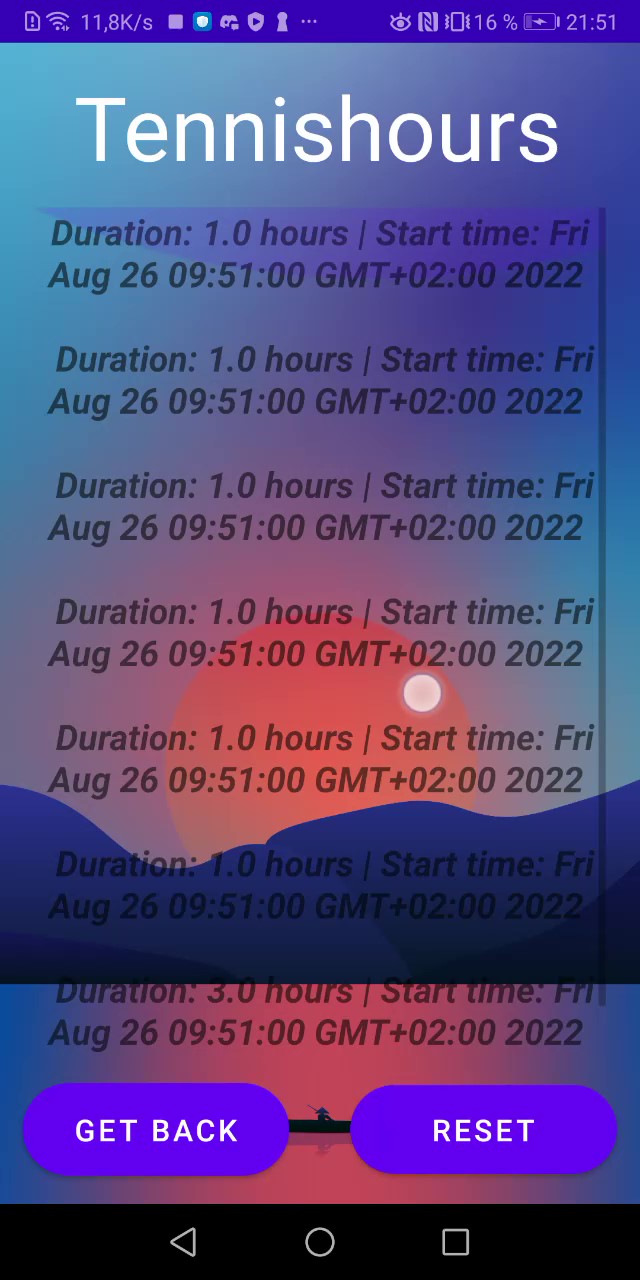 11,8K/s
16 %
21:51
Tennishours
Duration: 1.0 hours | Start time: Fri
Aug 26 09:51:00 GMT+02:00 2022
Duration: 1.0 hours | Start time: Fri
Aug 26 09:51:00 GMT+02:00 2022
Duration: 1.0 hours | Start time: Fri
Aug 26 09:51:00 GMT+02:00 2022
Duration: 1.0 hours | Start time: Fri
Aug 26 09:51:00 GMT+02:00 2022
Duration: 1.0 hours | Start time: Fri
Aug 26 09:51:00 GMT+02:00 2022
Duration: 1.0 hours | Start time: Fri
Aug 26 09:51:00 GMT+02:00 2022
Duration: 3.0 hours | Start time: Fri
Aug 26 09:51:00 GMT+02:00 2022
GET BACK
RESET